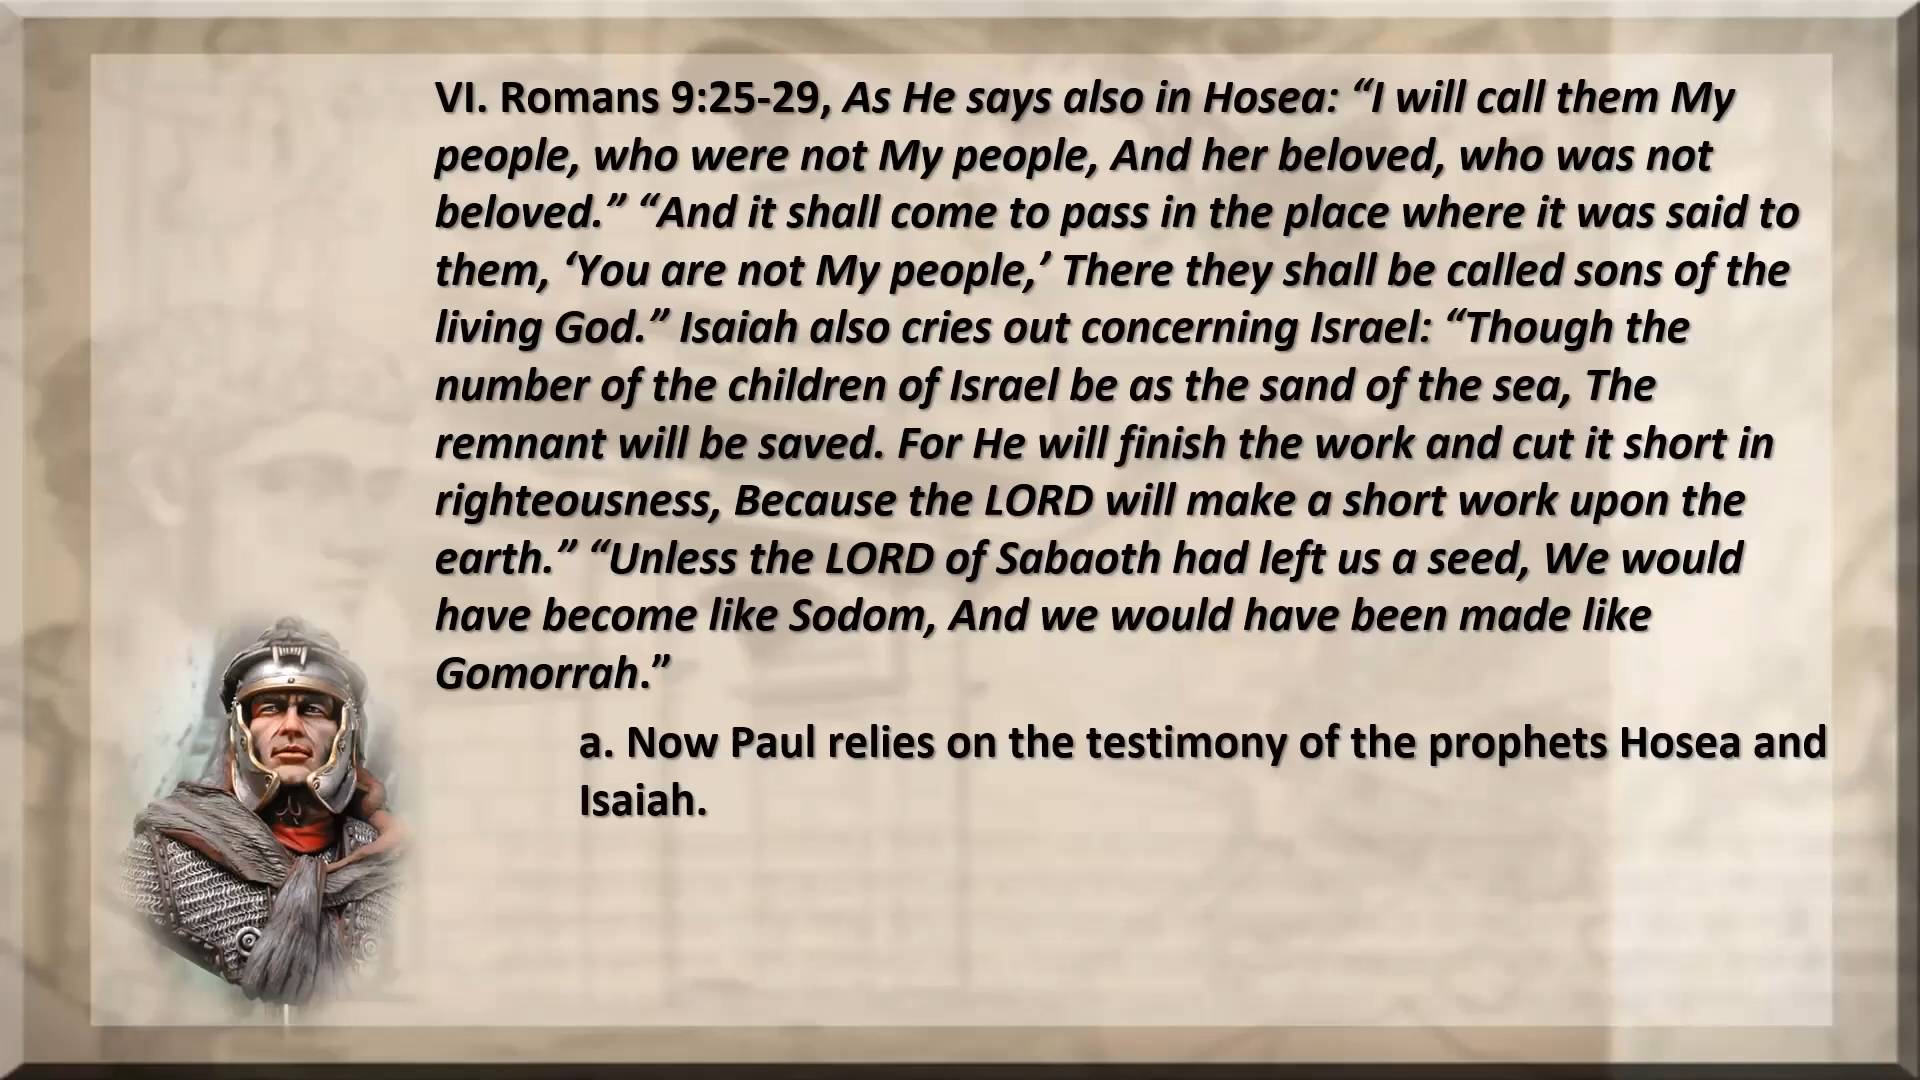 VI. Romans 9:25-29, As He says also in Hosea: “I will call them My
people, who were not My people, And her beloved, who was not
beloved.” “And it shall come to pass in the place where it was said to
them, ‘You are not My people,’ There they shall be called sons of the
living God.” Isaiah also cries out concerning Israel: “Though the
number of the children of Israel be as the sand of the sea, The
remnant will be saved. For He will finish the work and cut it short in
righteousness, Because the LORD will make a short work upon the
earth.” “Unless the LORD of Sabaoth had left us a seed, We would
have become like Sodom, And we would have been made like
Gomorrah.”
a. Now Paul relies on the testimony of the prophets Hosea and
Isaiah.